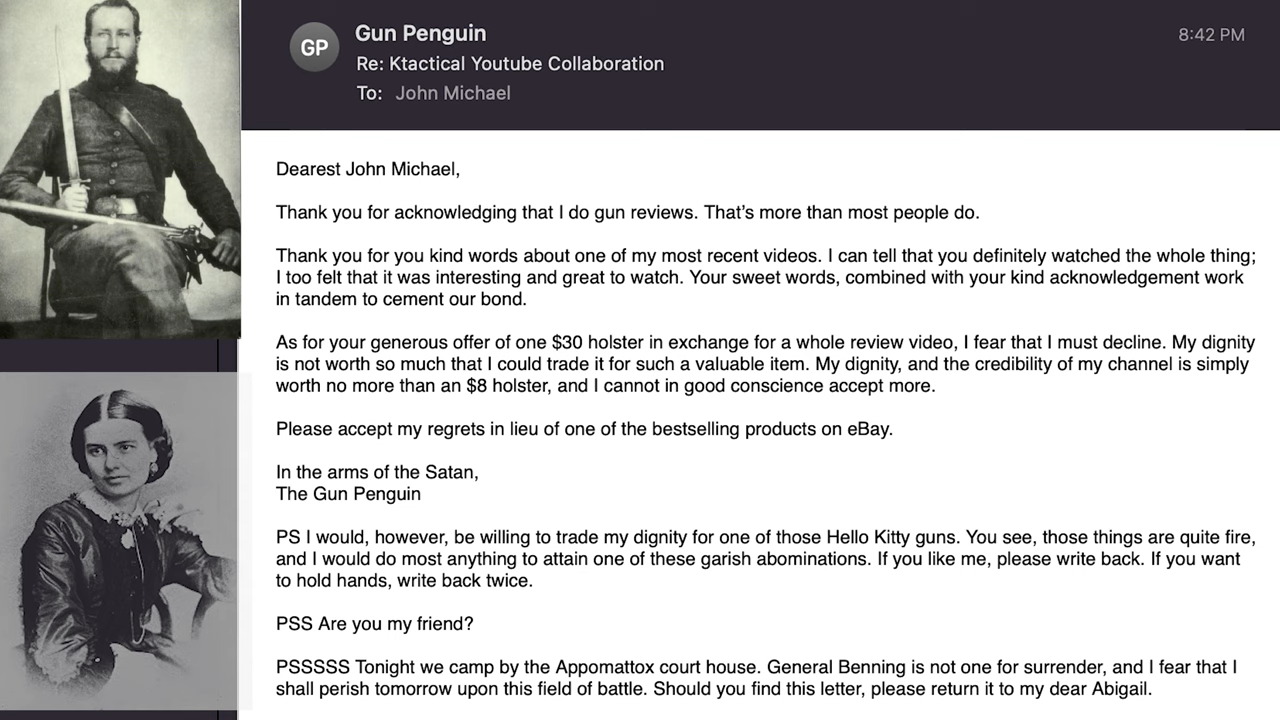 GP
Gun Penguin
8:42 PM
Re: Ktactical Youtube Collaboration
To: John Michael
Dearest John Michael,
Thank you for acknowledging that I do gun reviews. That's more than most people do.
Thank you for you kind words about one of my most recent videos. I can tell that you definitely watched the whole thing;
I too felt that it was interesting and great to watch. Your sweet words, combined with your kind acknowledgement work
in tandem to cement our bond.
As for your generous offer of one $30 holster in exchange for a whole review video, I fear that I must decline. My dignity
is not worth so much that I could trade it for such a valuable item. My dignity, and the credibility of my channel is simply
worth no more than an $8 holster, and I cannot in good conscience accept more.
Please accept my regrets in lieu of one of the bestselling products on eBay.
In the arms of the Satan,
The Gun Penguin
PS I would, however, be willing to trade my dignity for one of those Hello Kitty guns. You see, those things are quite fire,
and I would do most anything to attain one of these garish abominations. If you like me, please write back. If you want
to hold hands, write back twice.
PSS Are you my friend?
PSSSSS Tonight we camp by the Appomattox court house. General Benning is not one for surrender, and I fear that I
shall perish tomorrow upon this field of battle. Should you find this letter, please return it to my dear Abigail.